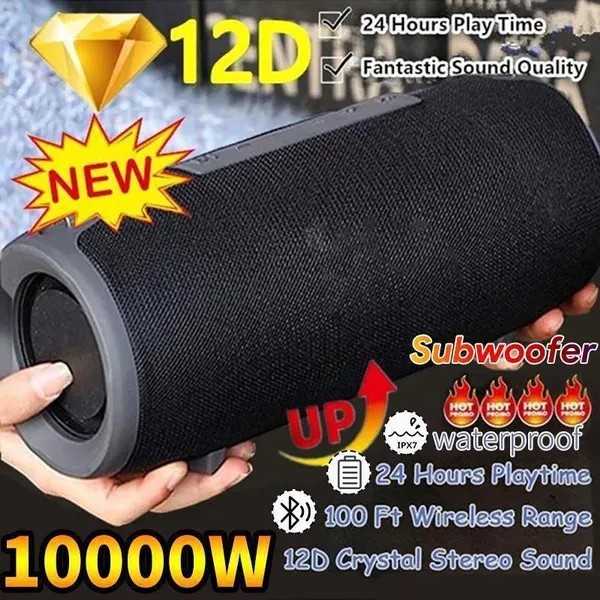 12D
24 Hours Play Time
Fantastic Sound Quality
NEW
Subwoofer
HOT PROMO HOT PROMO HOT PROMO HOT PROMO
UP
IPX7
waterproof
24 Hours Playtime
100 Ft Wireless Range
10000W
12D Crystal Stereo Sound